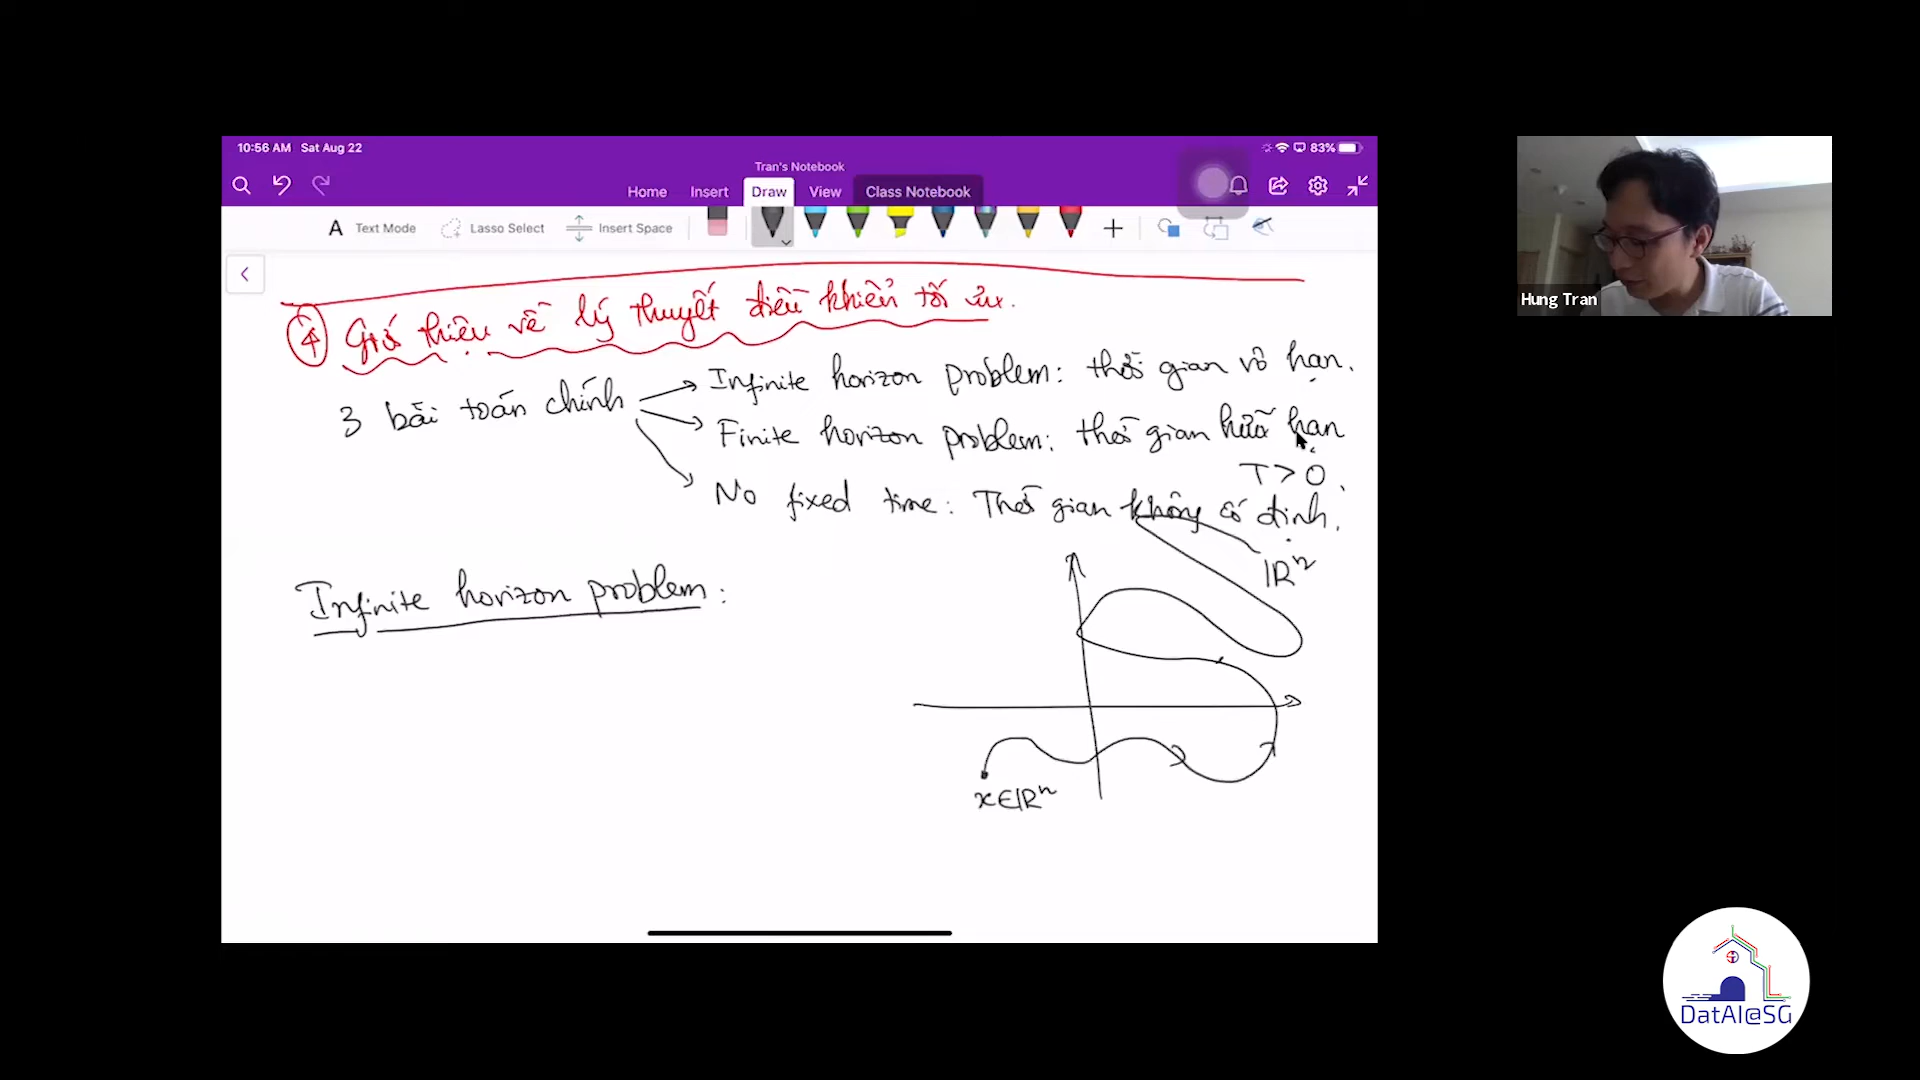 10:56 AM Sat Aug 22
83%
Tran's Notebook
Home Insert Draw View Class Notebook
A Text Mode Lasso Select Insert Space
④ Giới thiệu về lý thuyết điều khiển tối ưu.
3 bài toán chính
Infinite horizon problem: thời gian vô hạn.
Finite horizon problem: thời gian hữu hạn
T > 0.
No fixed time: Thời gian không cố định.
ℝⁿ
Infinite horizon problem:
x∈ℝⁿ
Hung Tran
DatAI@SG